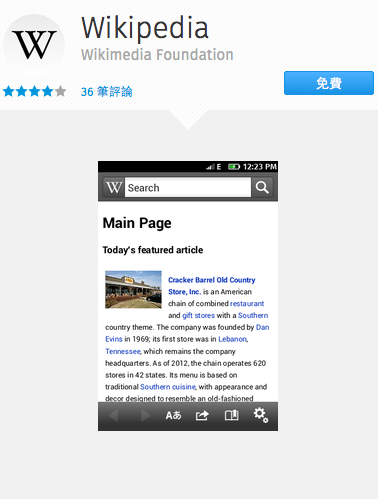 W
Wikipedia
Wikimedia Foundation
36 筆評論
免費
E 12:23 PM
W Search
Main Page
Today's featured article
Cracker Barrel Old Country
Store, Inc. is an American
chain of combined restaurant
and gift stores with a Southern
country theme. The company was founded by Dan
Evins in 1969; its first store was in Lebanon,
Tennessee, which remains the company
headquarters. As of 2012, the chain operates 620
stores in 42 states. Its menu is based on
traditional Southern cuisine, with appearance and
decor designed to resemble an old-fashioned
Aあ